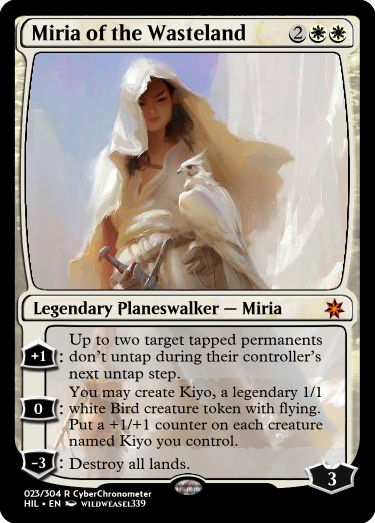 Miria of the Wasteland 2
Legendary Planeswalker — Miria
+1: Up to two target tapped permanents
don't untap during their controller's
next untap step.
0: You may create Kiyo, a legendary 1/1
white Bird creature token with flying.
Put a +1/+1 counter on each creature
named Kiyo you control.
-3: Destroy all lands.
3
023/304 R CyberChronometer
HIL • EN WILDWEASEL339